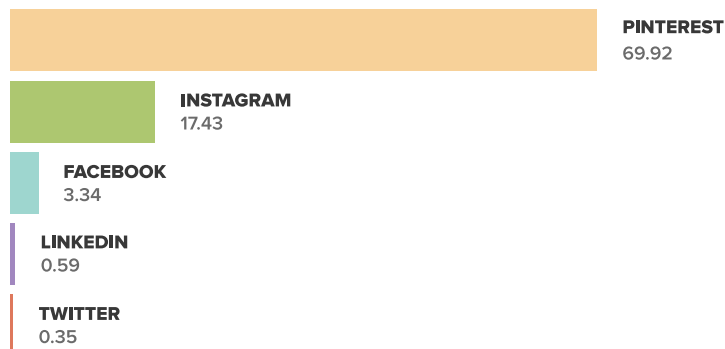 PINTEREST
69.92
INSTAGRAM
17.43
FACEBOOK
3.34
LINKEDIN
0.59
TWITTER
0.35